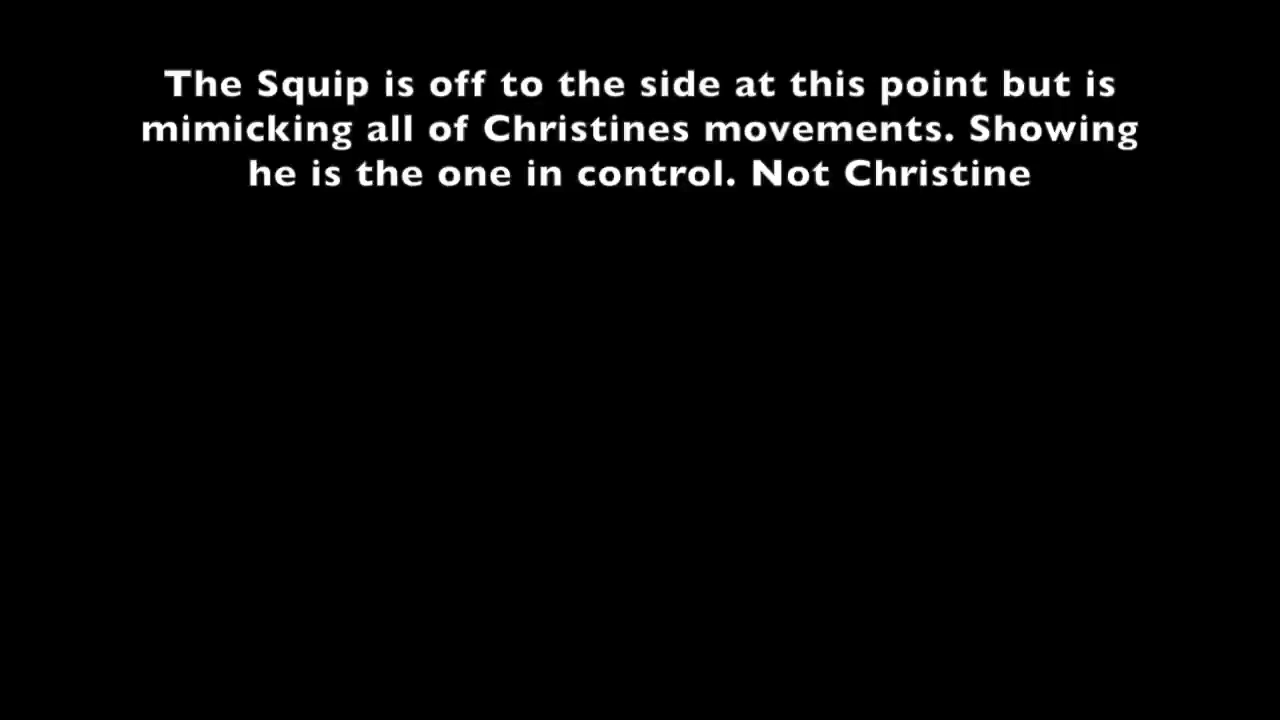 The Squip is off to the side at this point but is
mimicking all of Christines movements. Showing
he is the one in control. Not Christine